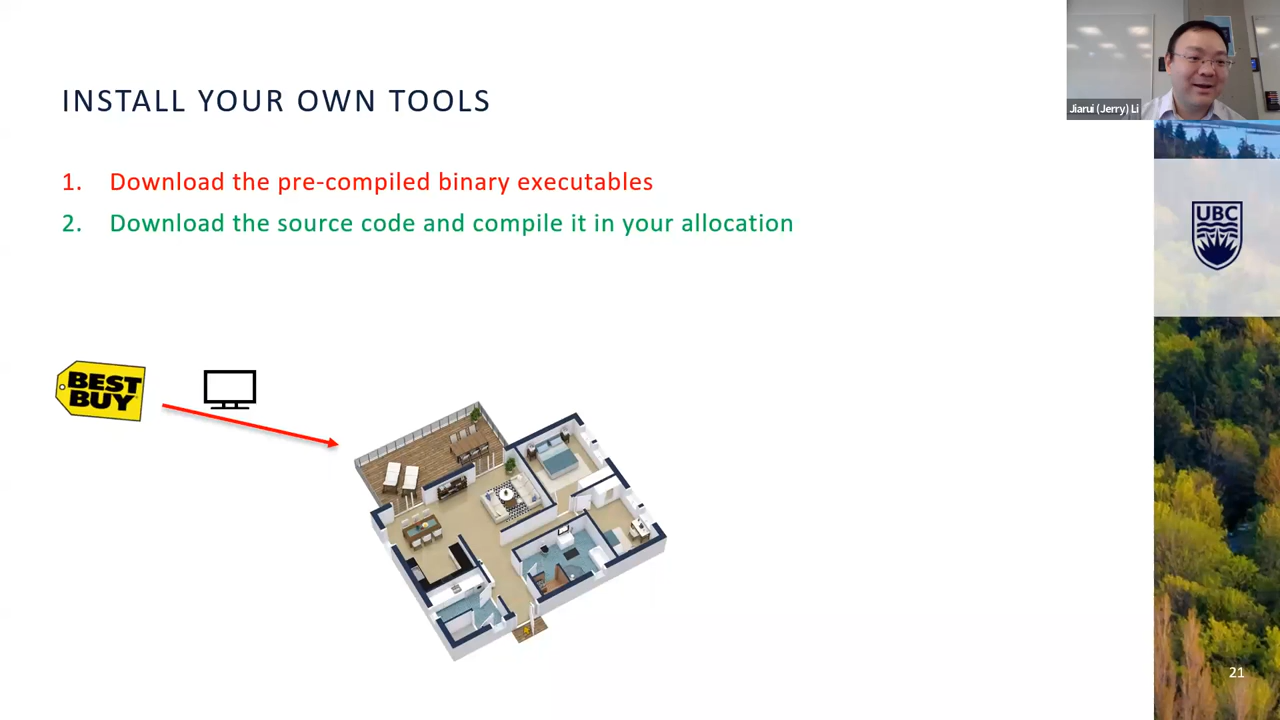 INSTALL YOUR OWN TOOLS
1. Download the pre-compiled binary executables
2. Download the source code and compile it in your allocation
BEST
BUY
Jiarui (Jerry) Li
UBC
21